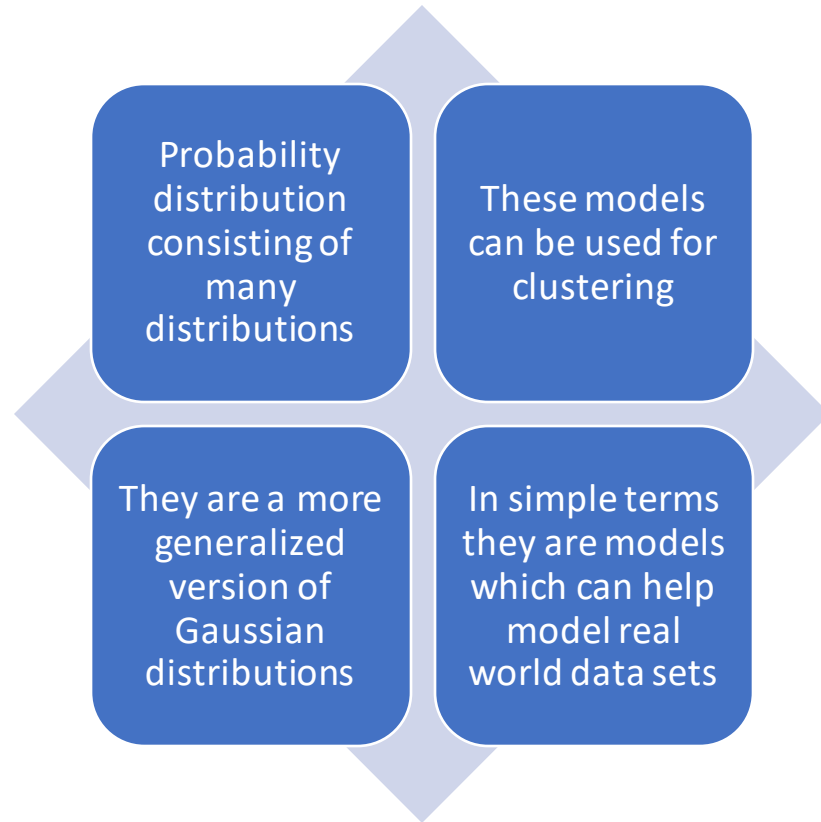 Probability
distribution
consisting of
many
distributions
These models
can be used for
clustering
They are a more
generalized
version of
Gaussian
distributions
In simple terms
they are models
which can help
model real
world data sets